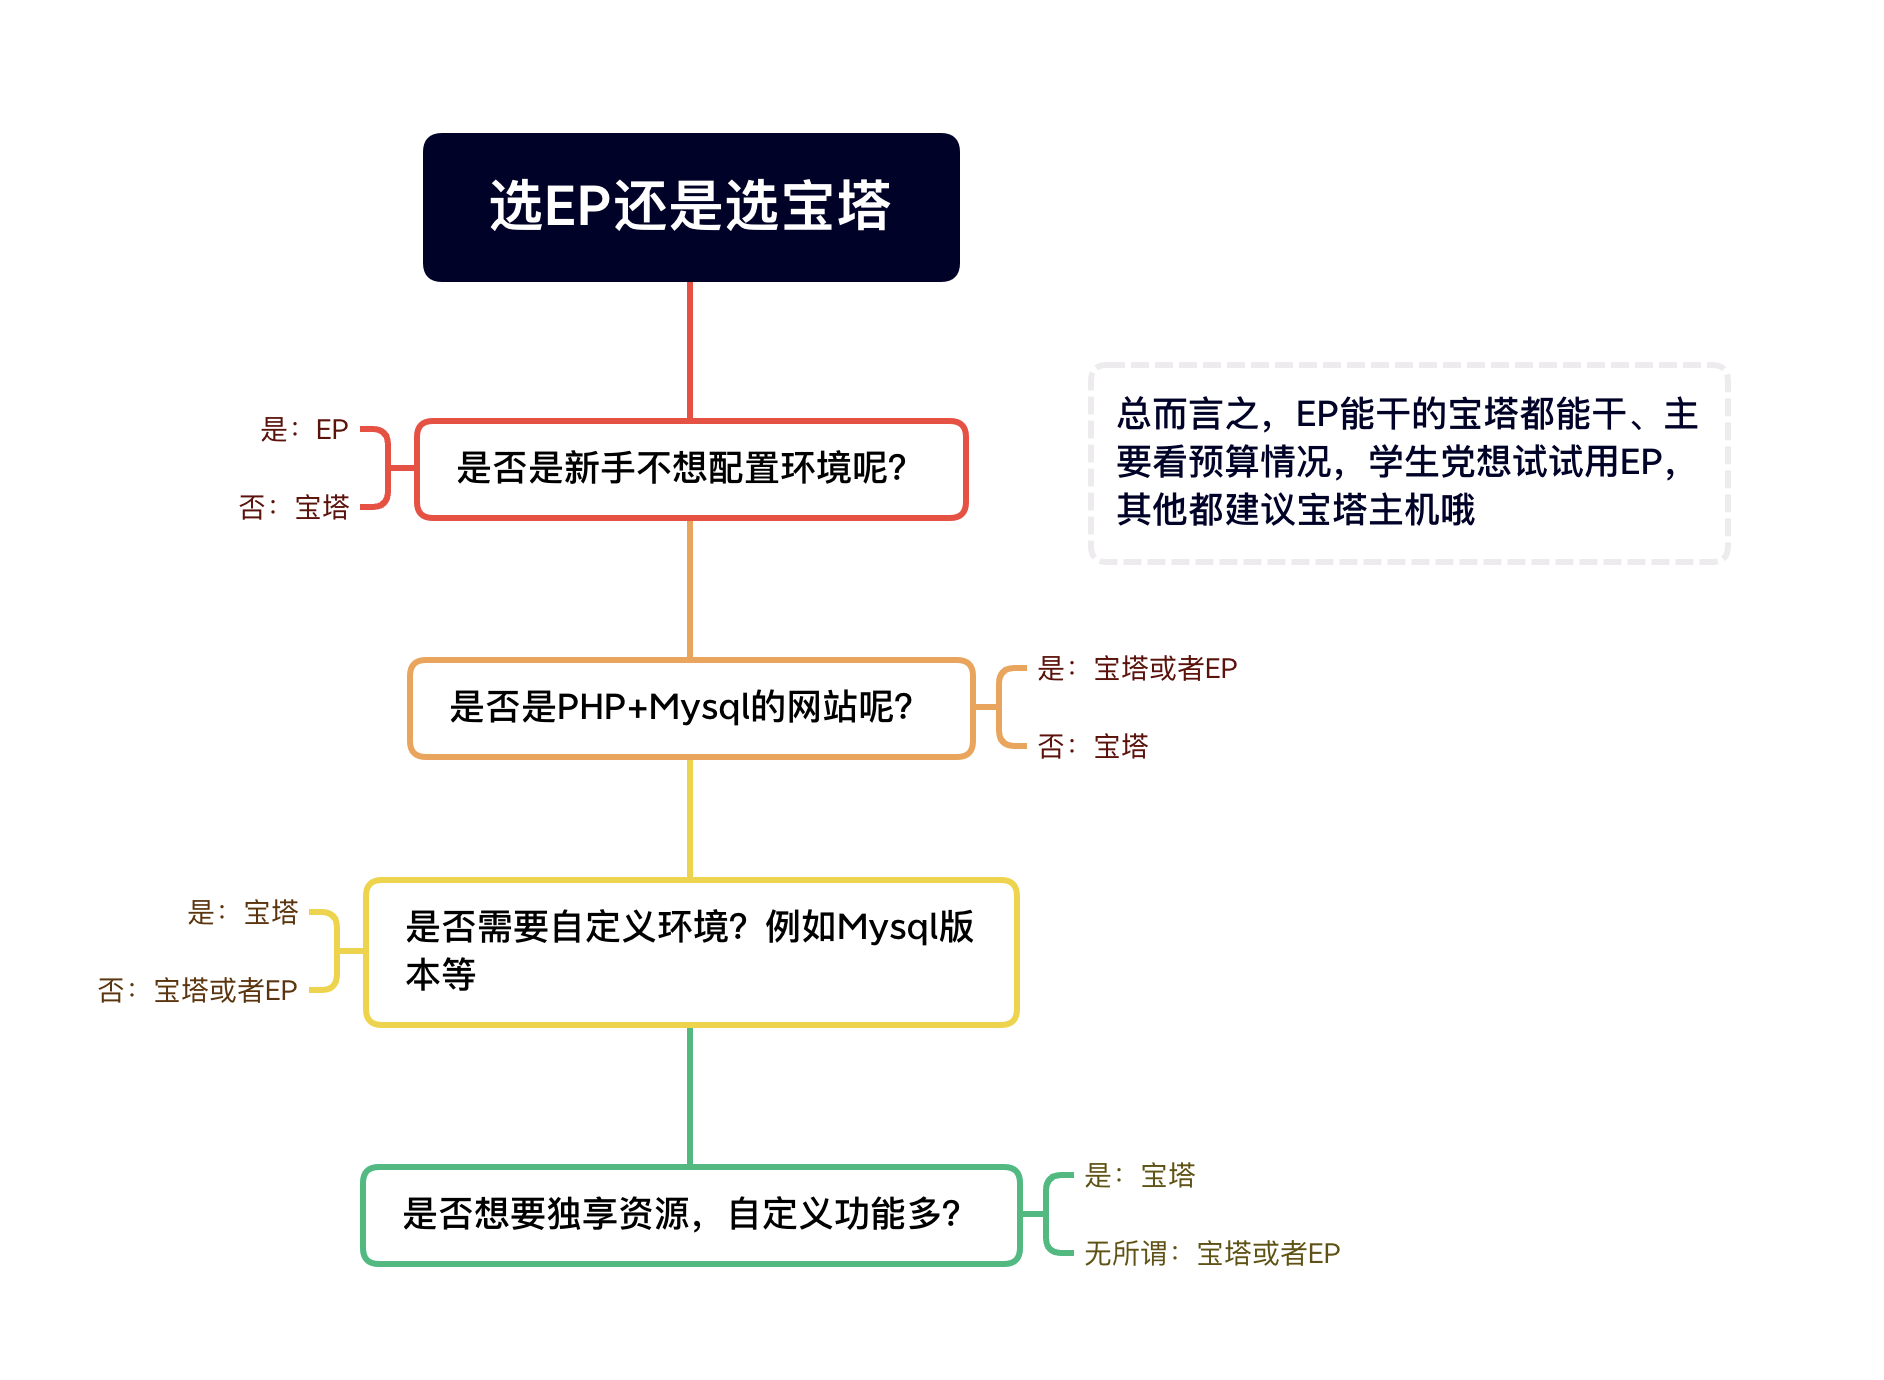 选EP还是选宝塔
总而言之，EP能干的宝塔都能干、主
要看预算情况，学生党想试试用EP，
其他都建议宝塔主机哦
是否是新手不想配置环境呢？
是：EP
否：宝塔
是否是PHP+Mysql的网站呢？
是：宝塔或者EP
否：宝塔
是否需要自定义环境？例如Mysql版
本等
是：宝塔
否：宝塔或者EP
是否想要独享资源，自定义功能多？
是：宝塔
无所谓：宝塔或者EP